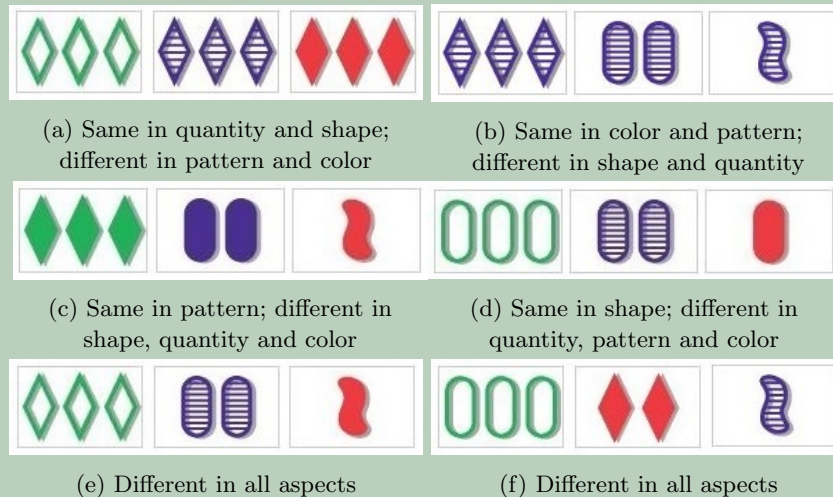 (a) Same in quantity and shape;
different in pattern and color
(b) Same in color and pattern;
different in shape and quantity
(c) Same in pattern; different in
shape, quantity and color
(d) Same in shape; different in
quantity, pattern and color
(e) Different in all aspects
(f) Different in all aspects